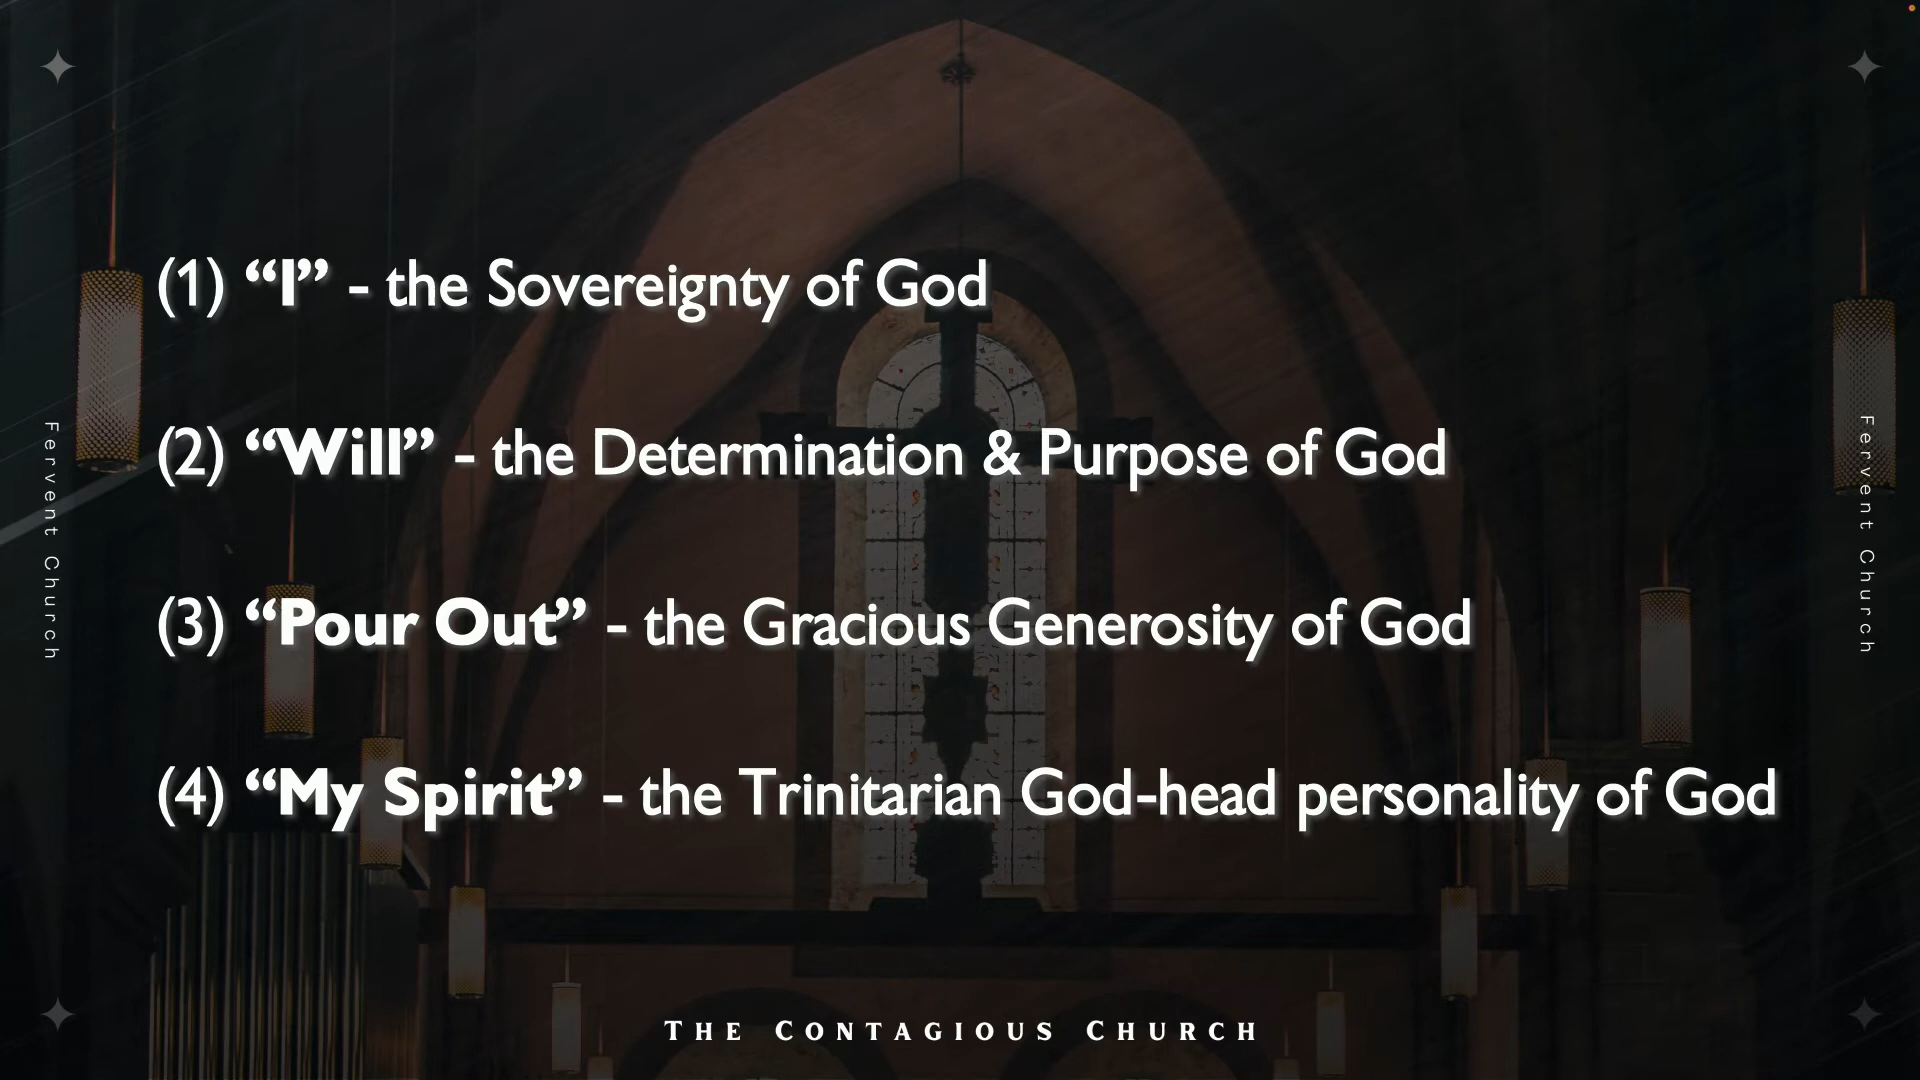 (1) “I” - the Sovereignty of God
(2) “Will” - the Determination & Purpose of God
(3) “Pour Out” - the Gracious Generosity of God
(4) “My Spirit” - the Trinitarian God-head personality of God
Fervent Church
Fervent Church
The Contagious Church